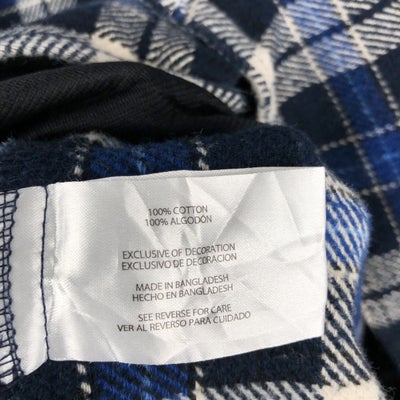 100% COTTON
100% ALGODÓN
EXCLUSIVE OF DECORATION
EXCLUSIVO DE DECORACION
MADE IN BANGLADESH
HECHO EN BANGLADESH
SEE REVERSE FOR CARE
VER AL REVERSO PARA CUIDADO